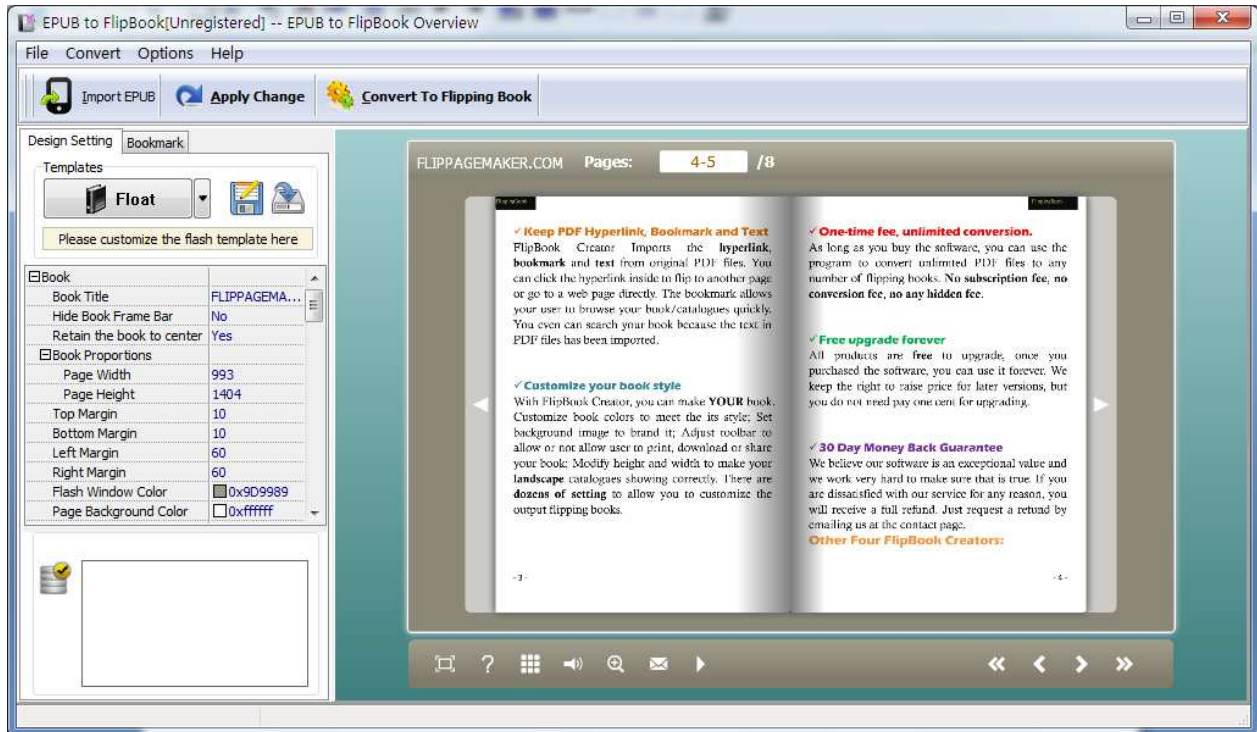 EPUB to FlipBook[Unregistered] -- EPUB to FlipBook Overview
File Convert Options Help
Import EPUB Apply Change Convert To Flipping Book
Design Setting Bookmark
Templates
Float
Please customize the flash template here
Book
Book Title FLIPPAGEMA...
Hide Book Frame Bar No
Retain the book to center Yes
Book Proportions
Page Width 993
Page Height 1404
Top Margin 10
Bottom Margin 10
Left Margin 60
Right Margin 60
Flash Window Color 0x9D9989
Page Background Color 0xffffff
FLIPPAGEMAKER.COM Pages: 4-5 /8
✓Keep PDF Hyperlink, Bookmark and Text
FlipBook Creator Imports the hyperlink,
bookmark and text from original PDF files. You
can click the hyperlink inside to flip to another page
or go to a web page directly. The bookmark allows
your user to browse your book/catalogues quickly.
You even can search your book because the text in
PDF files has been imported.
✓Customize your book style
With FlipBook Creator, you can make YOUR book.
Customize book colors to meet the its style; Set
background image to brand it; Adjust toolbar to
allow or not allow user to print, download or share
your book; Modify height and width to make your
landscape catalogues showing correctly. There are
dozens of setting to allow you to customize the
output flipping books.
- 3 -
✓One-time fee, unlimited conversion.
As long as you buy the software, you can use the
program to convert unlimited PDF files to any
number of flipping books. No subscription fee, no
conversion fee, no any hidden fee.
✓Free upgrade forever
All products are free to upgrade, once you
purchased the software, you can use it forever. We
keep the right to raise price for later versions, but
you do not need pay one cent for upgrading.
✓30 Day Money Back Guarantee
We believe our software is an exceptional value and
we work very hard to make sure that is true. If you
are dissatisfied with our service for any reason, you
will receive a full refund. Just request a refund by
emailing us at the contact page.
Other Four FlipBook Creators:
- 4 -